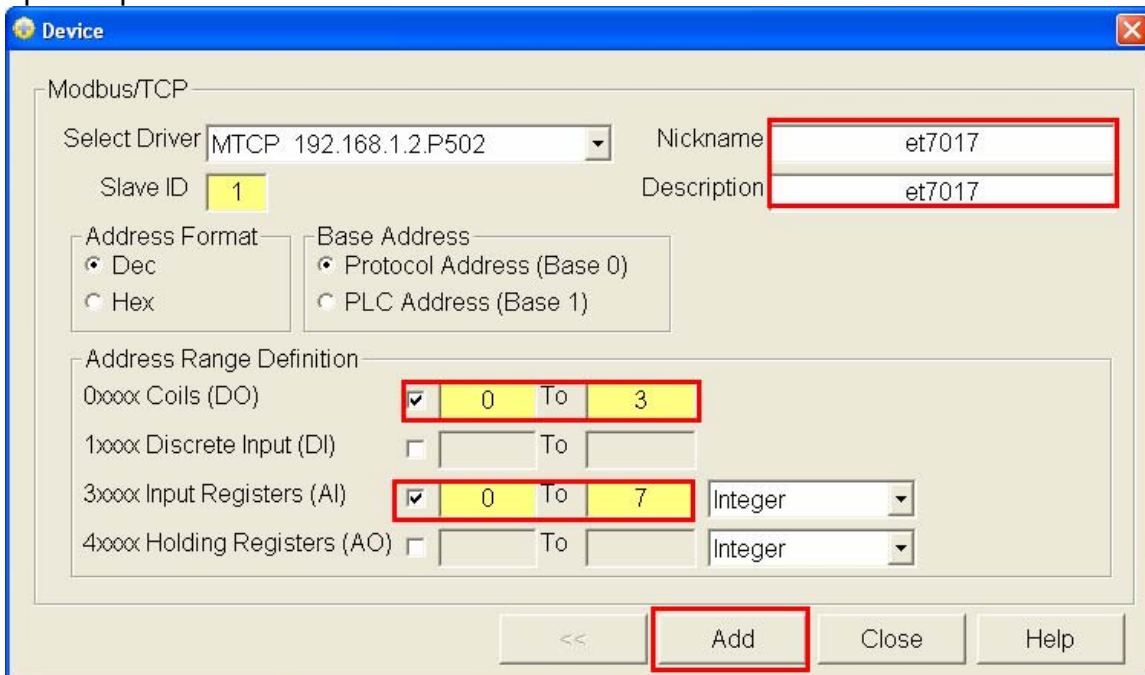 Device
Modbus/TCP
Select Driver MTCP 192.168.1.2.P502 Nickname et7017
Slave ID 1 Description et7017
Address Format Base Address
Dec Protocol Address (Base 0)
Hex PLC Address (Base 1)
Address Range Definition
0xxxx Coils (DO) 0 To 3
1xxxx Discrete Input (DI) To
3xxxx Input Registers (AI) 0 To 7 Integer
4xxxx Holding Registers (AO) To Integer
<< Add Close Help